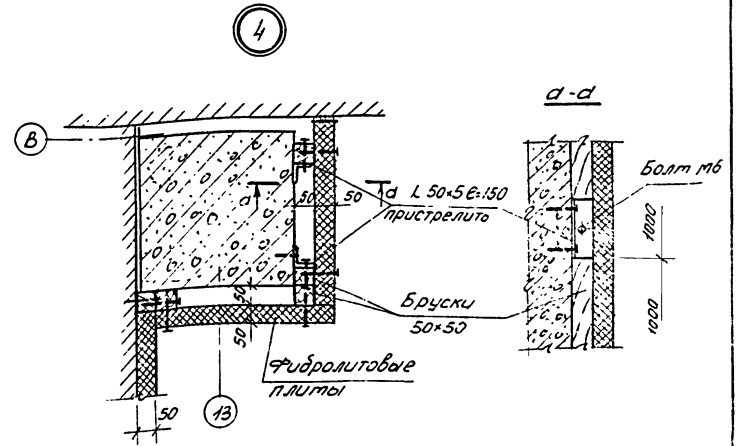 4
а-а
В
а
а
50
50
L 50×5 ℓ=150
пристрелить
Болт м6
1000
1000
50
50
Бруски
50×50
Фибролитовые
плиты
50
13